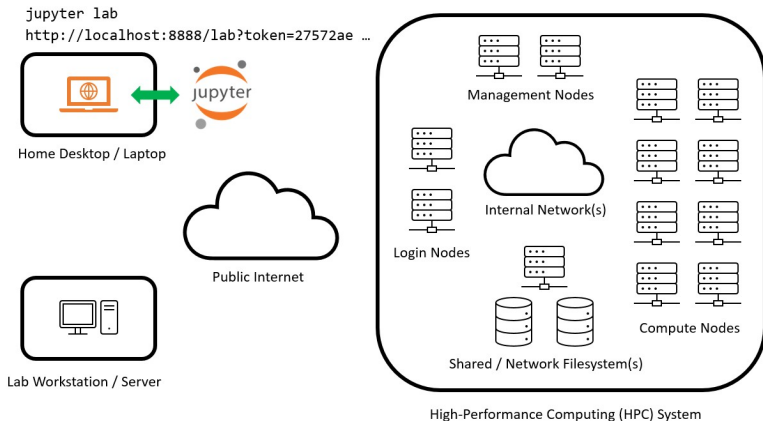 jupyter lab
http://localhost:8888/lab?token=27572ae …
jupyter
Home Desktop / Laptop
Public Internet
Lab Workstation / Server
Management Nodes
Internal Network(s)
Login Nodes
Compute Nodes
Shared / Network Filesystem(s)
High-Performance Computing (HPC) System